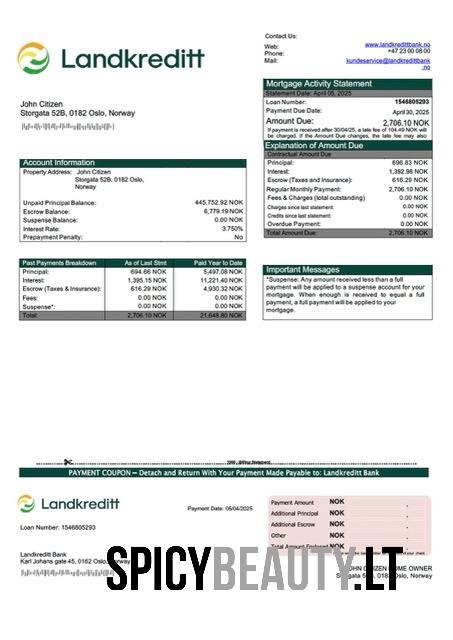 Landkreditt
Contact Us:
Web: www.landkredittbank.no
Phone: +47 23 00 08 00
Mail: kundeservice@landkredittbank
.no
John Citizen
Storgata 52B, 0182 Oslo, Norway
Mortgage Activity Statement
Statement Date: April 05, 2025
Loan Number: 1546805293
Payment Due Date: April 30, 2025
Amount Due: 2,706.10 NOK
If payment is received after 30/04/25, a late fee of 104.49 NOK will
be charged. If the Amount Due changes, the late fee may also
Explanation of Amount Due
Contractual Amount Due
Principal: 696.83 NOK
Interest: 1,392.98 NOK
Escrow (Taxes and Insurance): 616.29 NOK
Regular Monthly Payment: 2,706.10 NOK
Fees & Charges (total outstanding) 0.00 NOK
Charges since last statement: 0.00 NOK
Credits since last statement: 0.00 NOK
Overdue Payment: 0.00 NOK
Total Amount Due: 2,706.10 NOK
Account Information
Property Address: John Citizen
Storgata 52B, 0182 Oslo,
Norway
Unpaid Principal Balance: 445,752.92 NOK
Escrow Balance: 6,779.19 NOK
Suspense Balance: 0.00 NOK
Interest Rate: 3.750%
Prepayment Penalty: No
Past Payments Breakdown As of Last Stmt Paid Year to Date
Principal: 694.66 NOK 5,497.08 NOK
Interest: 1,395.15 NOK 11,221.40 NOK
Escrow (Taxes & Insurance): 616.29 NOK 4,930.32 NOK
Fees: 0.00 NOK 0.00 NOK
Suspense*: 0.00 NOK 0.00 NOK
Total: 2,706.10 NOK 21,648.80 NOK
Important Messages
*Suspense: Any amount received less than a full
payment will be applied to a suspense account for your
mortgage. When enough is received to equal a full
payment, a full payment will be applied to your
mortgage.
PAYMENT COUPON – Detach and Return With Your Payment Made Payable to: Landkreditt Bank
Landkreditt
Payment Date: 05/04/2025
Loan Number: 1546805293
Payment Amount NOK
Additional Principal NOK
Additional Escrow NOK
Other NOK
Total Amount Enclosed NOK
Landkreditt Bank
Karl Johans gate 45, 0162 Oslo, Norway
JOHN CITIZEN HOME OWNER
Storgata 52B, 0182 Oslo, Norway
SPICYBEAUTY.LT